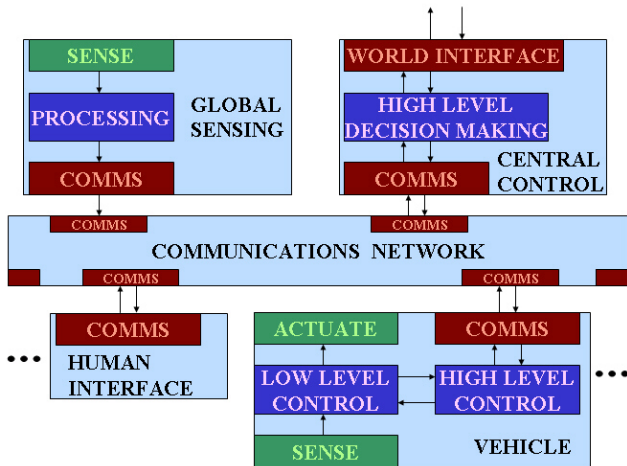 SENSE
PROCESSING
GLOBAL
SENSING
COMMS
WORLD INTERFACE
HIGH LEVEL
DECISION MAKING
COMMS
CENTRAL
CONTROL
COMMS
COMMS
COMMUNICATIONS NETWORK
COMMS
COMMS
COMMS
HUMAN
INTERFACE
ACTUATE
COMMS
LOW LEVEL
CONTROL
HIGH LEVEL
CONTROL
SENSE
VEHICLE